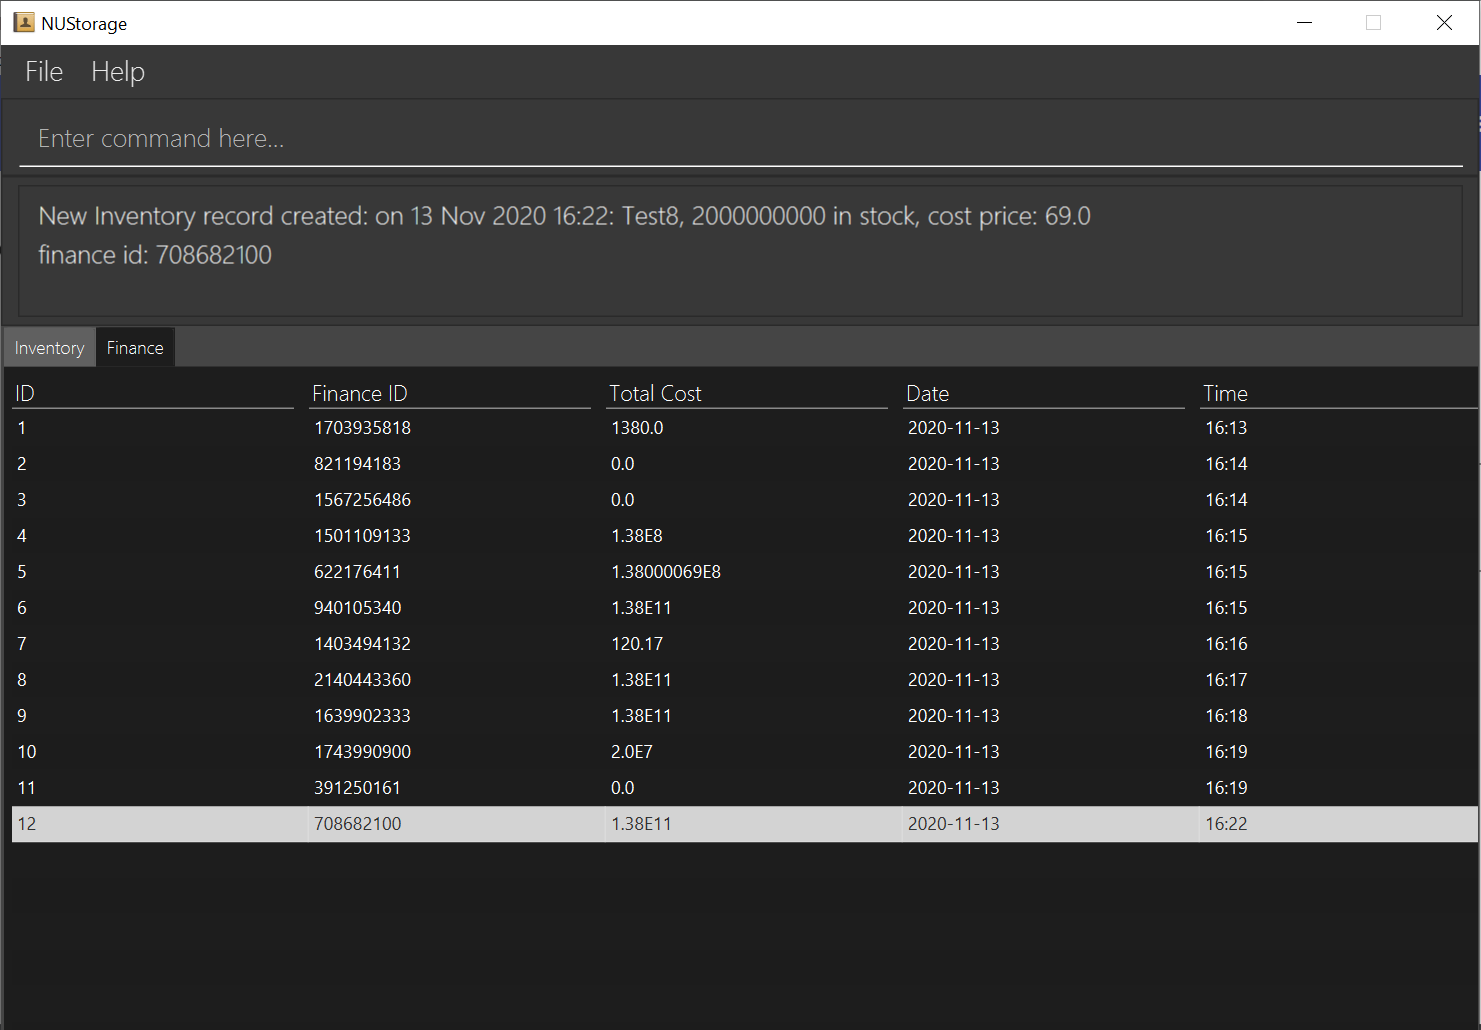 NUStorage
File Help
Enter command here...
New Inventory record created: on 13 Nov 2020 16:22: Test8, 2000000000 in stock, cost price: 69.0
finance id: 708682100
Inventory Finance
ID Finance ID Total Cost Date Time
1 1703935818 1380.0 2020-11-13 16:13
2 821194183 0.0 2020-11-13 16:14
3 1567256486 0.0 2020-11-13 16:14
4 1501109133 1.38E8 2020-11-13 16:15
5 622176411 1.38000069E8 2020-11-13 16:15
6 940105340 1.38E11 2020-11-13 16:15
7 1403494132 120.17 2020-11-13 16:16
8 2140443360 1.38E11 2020-11-13 16:17
9 1639902333 1.38E11 2020-11-13 16:18
10 1743990900 2.0E7 2020-11-13 16:19
11 391250161 0.0 2020-11-13 16:19
12 708682100 1.38E11 2020-11-13 16:22